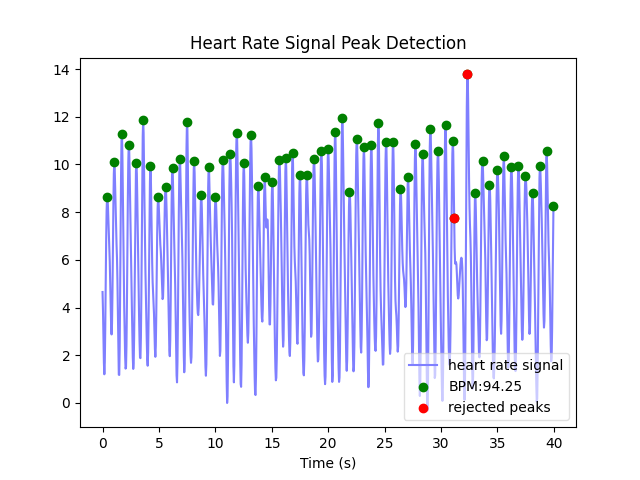 Heart Rate Signal Peak Detection
14
12
10
8
6
4
2
0
heart rate signal
BPM:94.25
rejected peaks
0 5 10 15 20 25 30 35 40
Time (s)